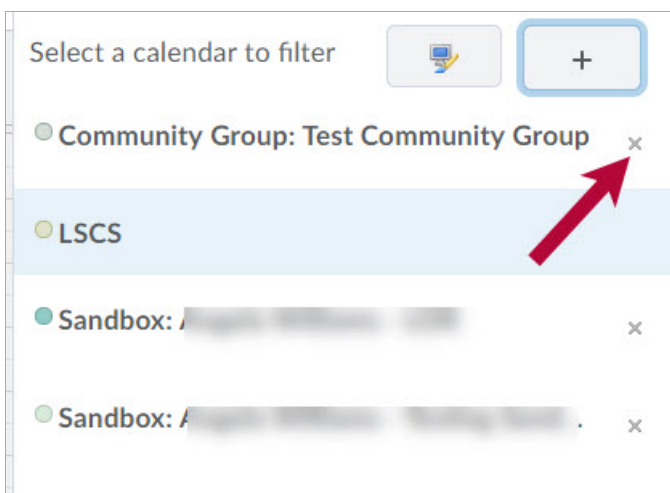 Select a calendar to filter
+
Community Group: Test Community Group ×
LSCS
Sandbox: ×
Sandbox: . ×